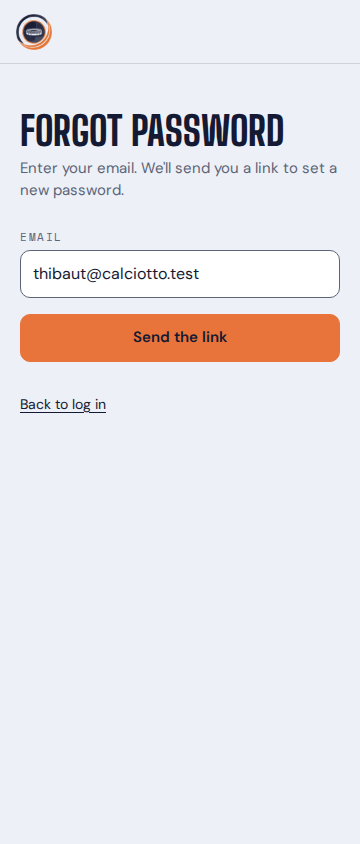 FORGOT PASSWORD
Enter your email. We'll send you a link to set a
new password.
EMAIL
thibaut@calciotto.test
Send the link
Back to log in